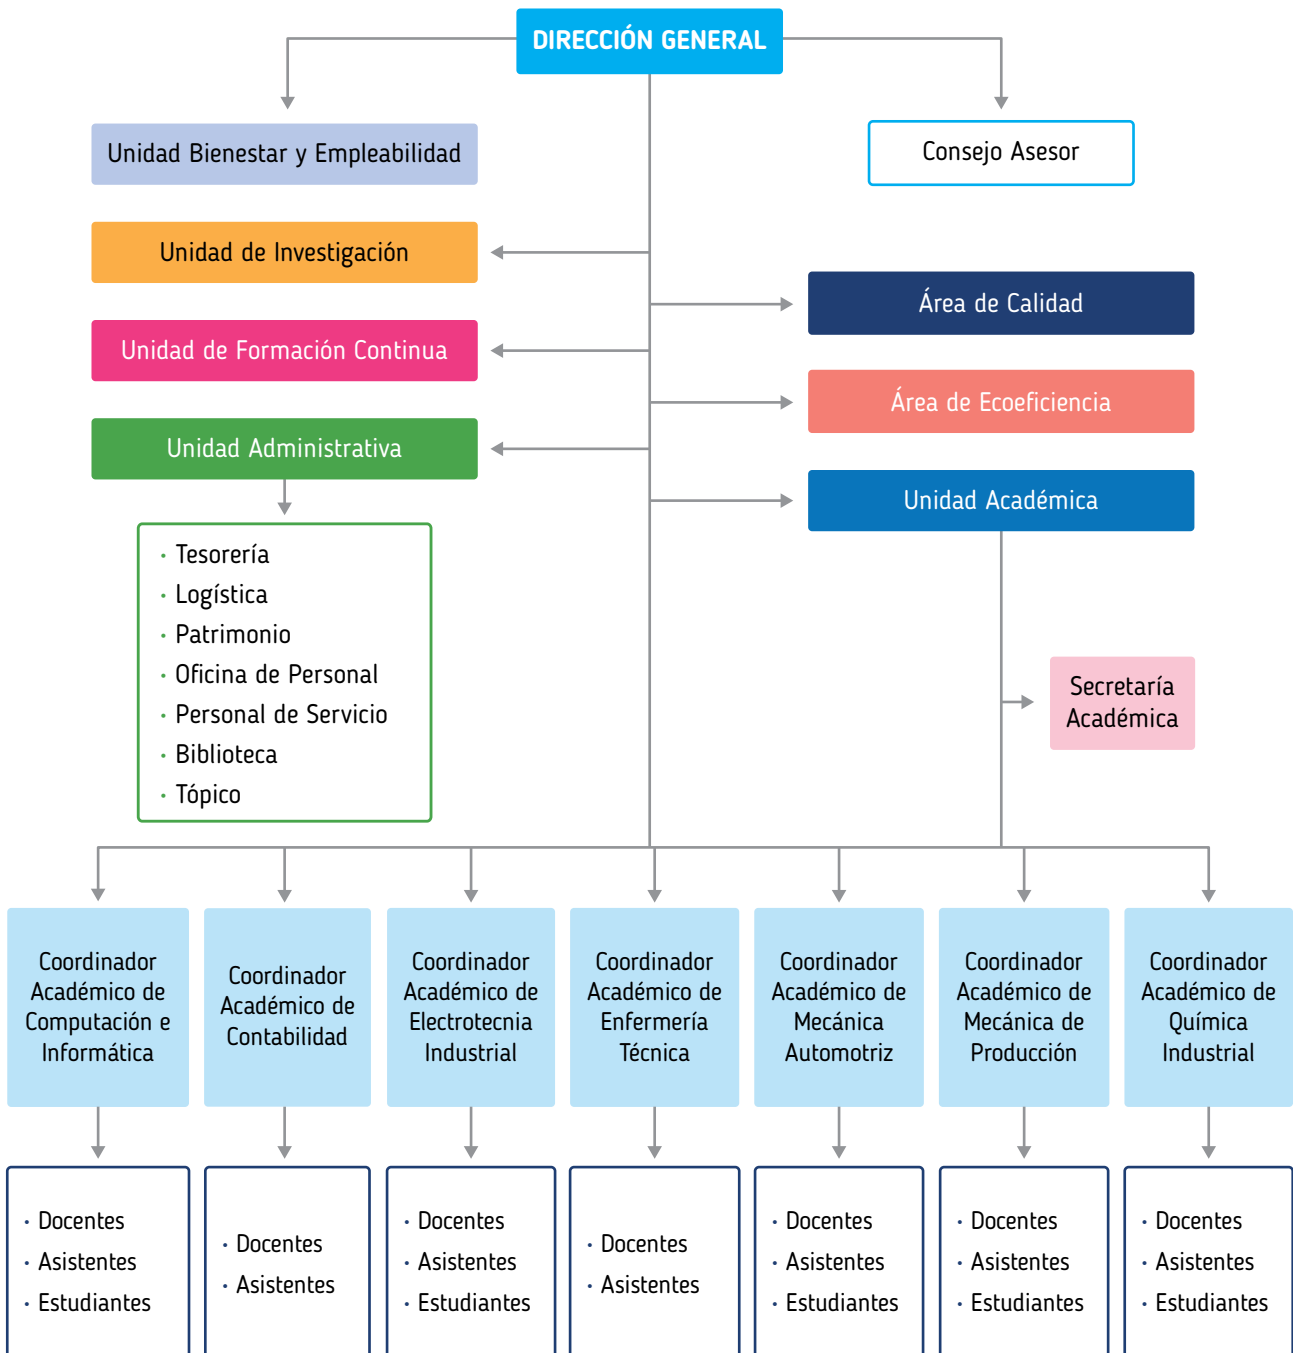 DIRECCIÓN GENERAL
Unidad Bienestar y Empleabilidad
Consejo Asesor
Unidad de Investigación
Área de Calidad
Unidad de Formación Continua
Área de Ecoeficiencia
Unidad Administrativa
Unidad Académica
· Tesorería
· Logística
· Patrimonio
· Oficina de Personal
· Personal de Servicio
· Biblioteca
· Tópico
Secretaría
Académica
Coordinador
Académico de
Computación e
Informática
Coordinador
Académico de
Contabilidad
Coordinador
Académico de
Electrotecnia
Industrial
Coordinador
Académico de
Enfermería
Técnica
Coordinador
Académico de
Mecánica
Automotriz
Coordinador
Académico de
Mecánica de
Producción
Coordinador
Académico de
Química
Industrial
· Docentes
· Asistentes
· Estudiantes
· Docentes
· Asistentes
· Docentes
· Asistentes
· Estudiantes
· Docentes
· Asistentes
· Docentes
· Asistentes
· Estudiantes
· Docentes
· Asistentes
· Estudiantes
· Docentes
· Asistentes
· Estudiantes